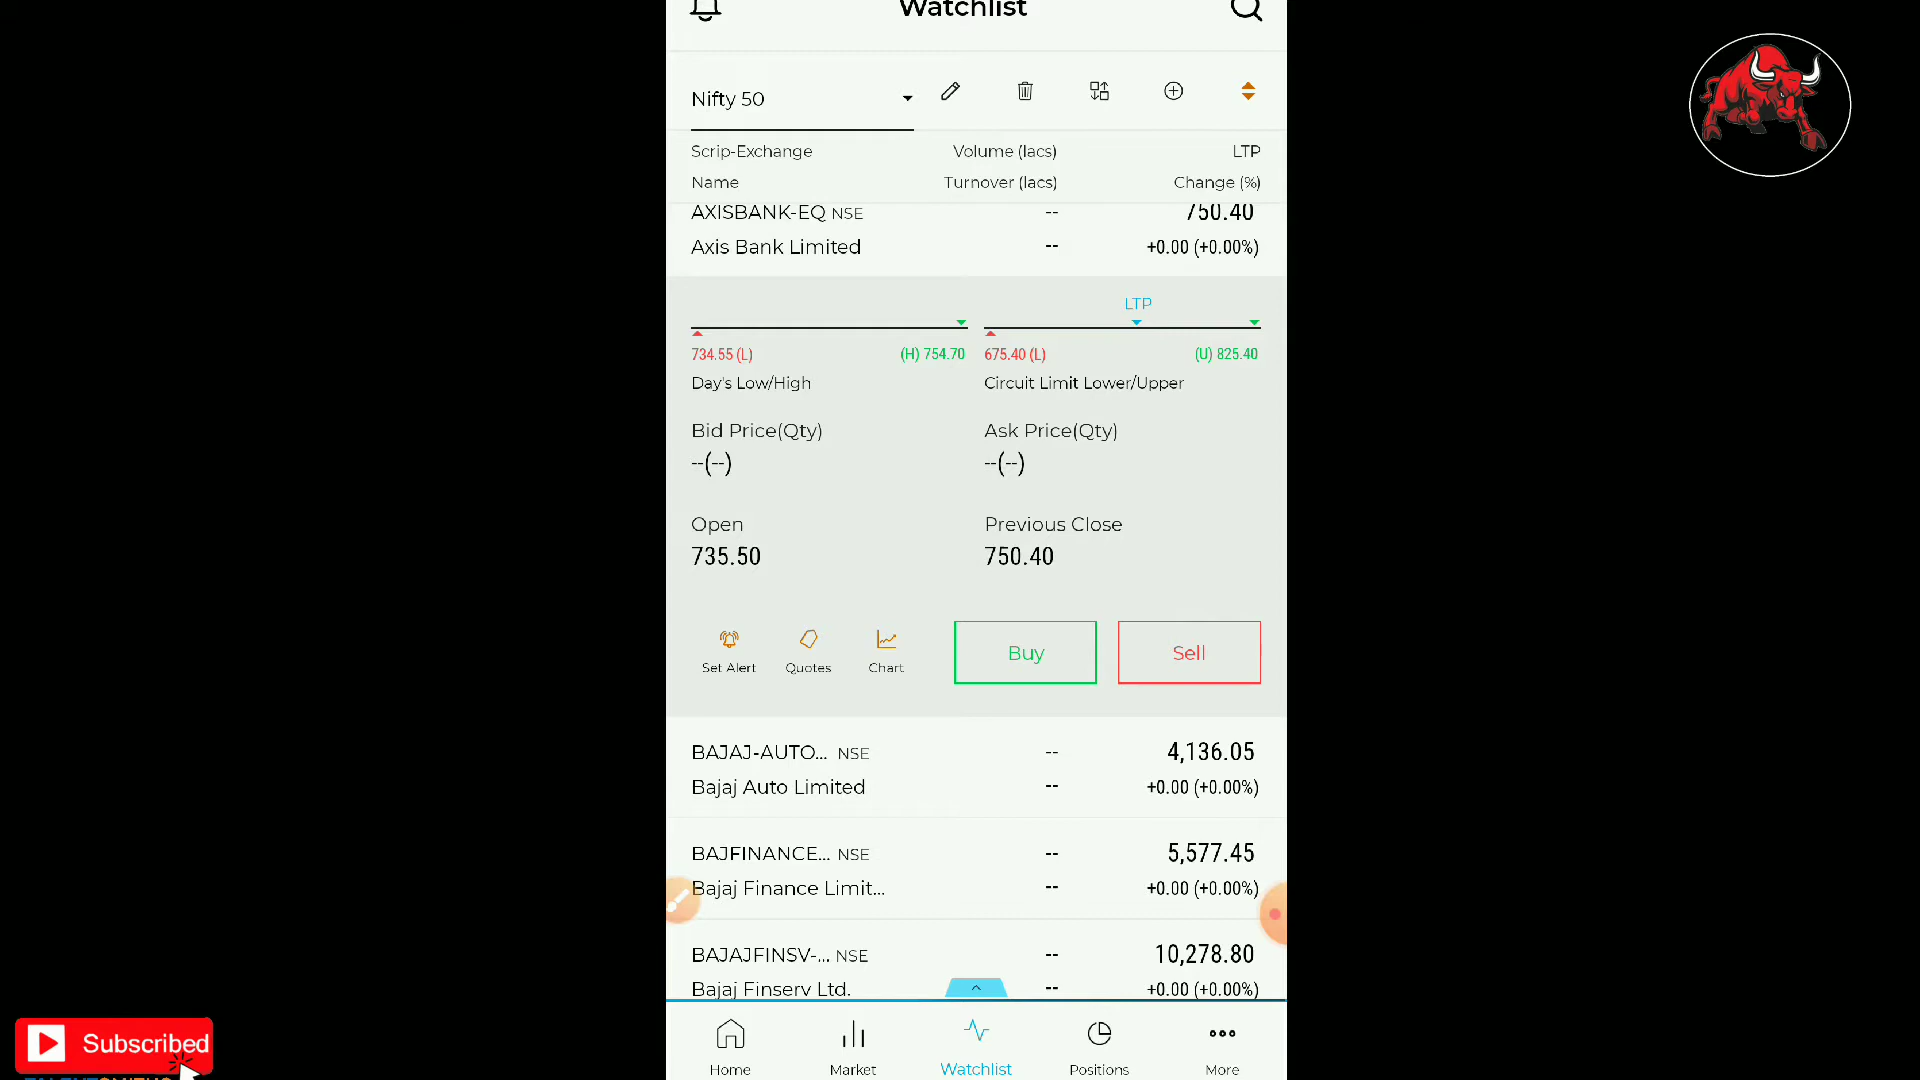 Watchlist
Nifty 50
Scrip-Exchange Volume (lacs) LTP
Name Turnover (lacs) Change (%)
AXISBANK-EQ NSE -- 750.40
Axis Bank Limited -- +0.00 (+0.00%)
LTP
734.55 (L) (H) 754.70 675.40 (L) (U) 825.40
Day's Low/High Circuit Limit Lower/Upper
Bid Price(Qty) Ask Price(Qty)
--(--) --(--)
Open Previous Close
735.50 750.40
Set Alert Quotes Chart Buy Sell
BAJAJ-AUTO... NSE -- 4,136.05
Bajaj Auto Limited -- +0.00 (+0.00%)
BAJFINANCE... NSE -- 5,577.45
Bajaj Finance Limit... -- +0.00 (+0.00%)
BAJAJFINSV-... NSE -- 10,278.80
Bajaj Finserv Ltd. -- +0.00 (+0.00%)
Home Market Watchlist Positions More
Subscribed